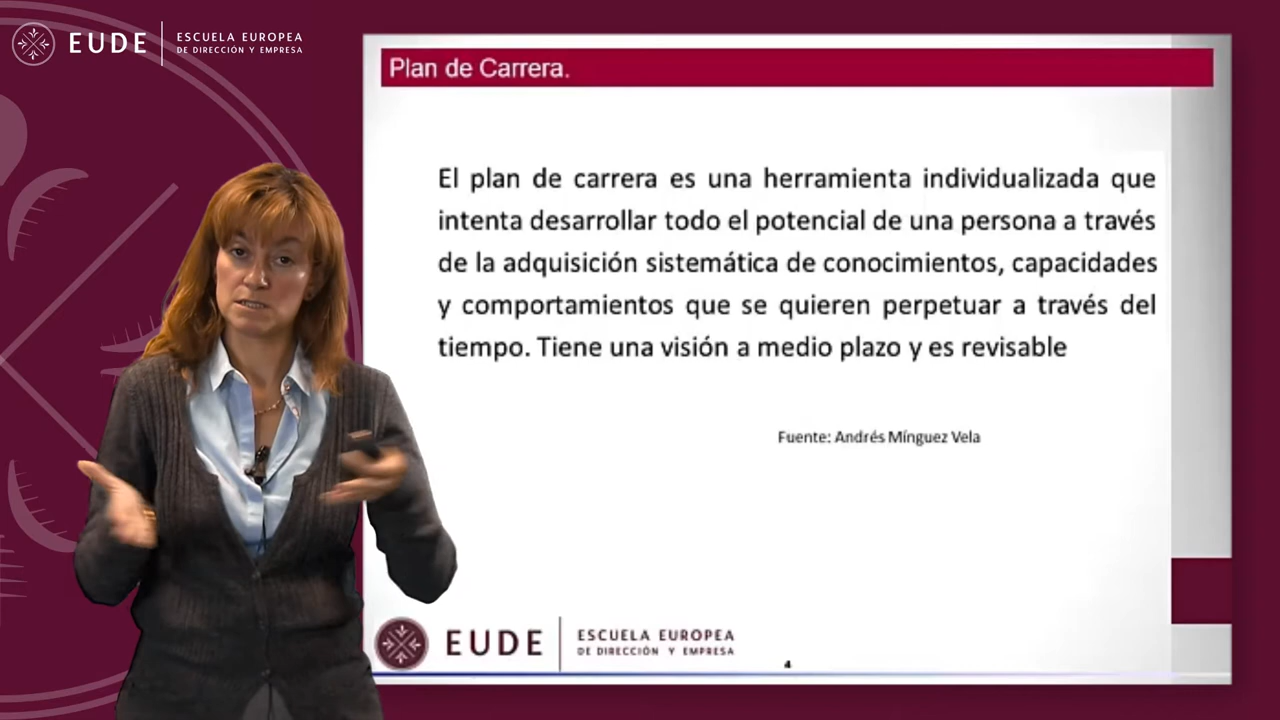 EUDE
ESCUELA EUROPEA
DE DIRECCIÓN Y EMPRESA
Plan de Carrera.
El plan de carrera es una herramienta individualizada que
intenta desarrollar todo el potencial de una persona a través
de la adquisición sistemática de conocimientos, capacidades
y comportamientos que se quieren perpetuar a través del
tiempo. Tiene una visión a medio plazo y es revisable
Fuente: Andrés Mínguez Vela
EUDE
ESCUELA EUROPEA
DE DIRECCIÓN Y EMPRESA
4